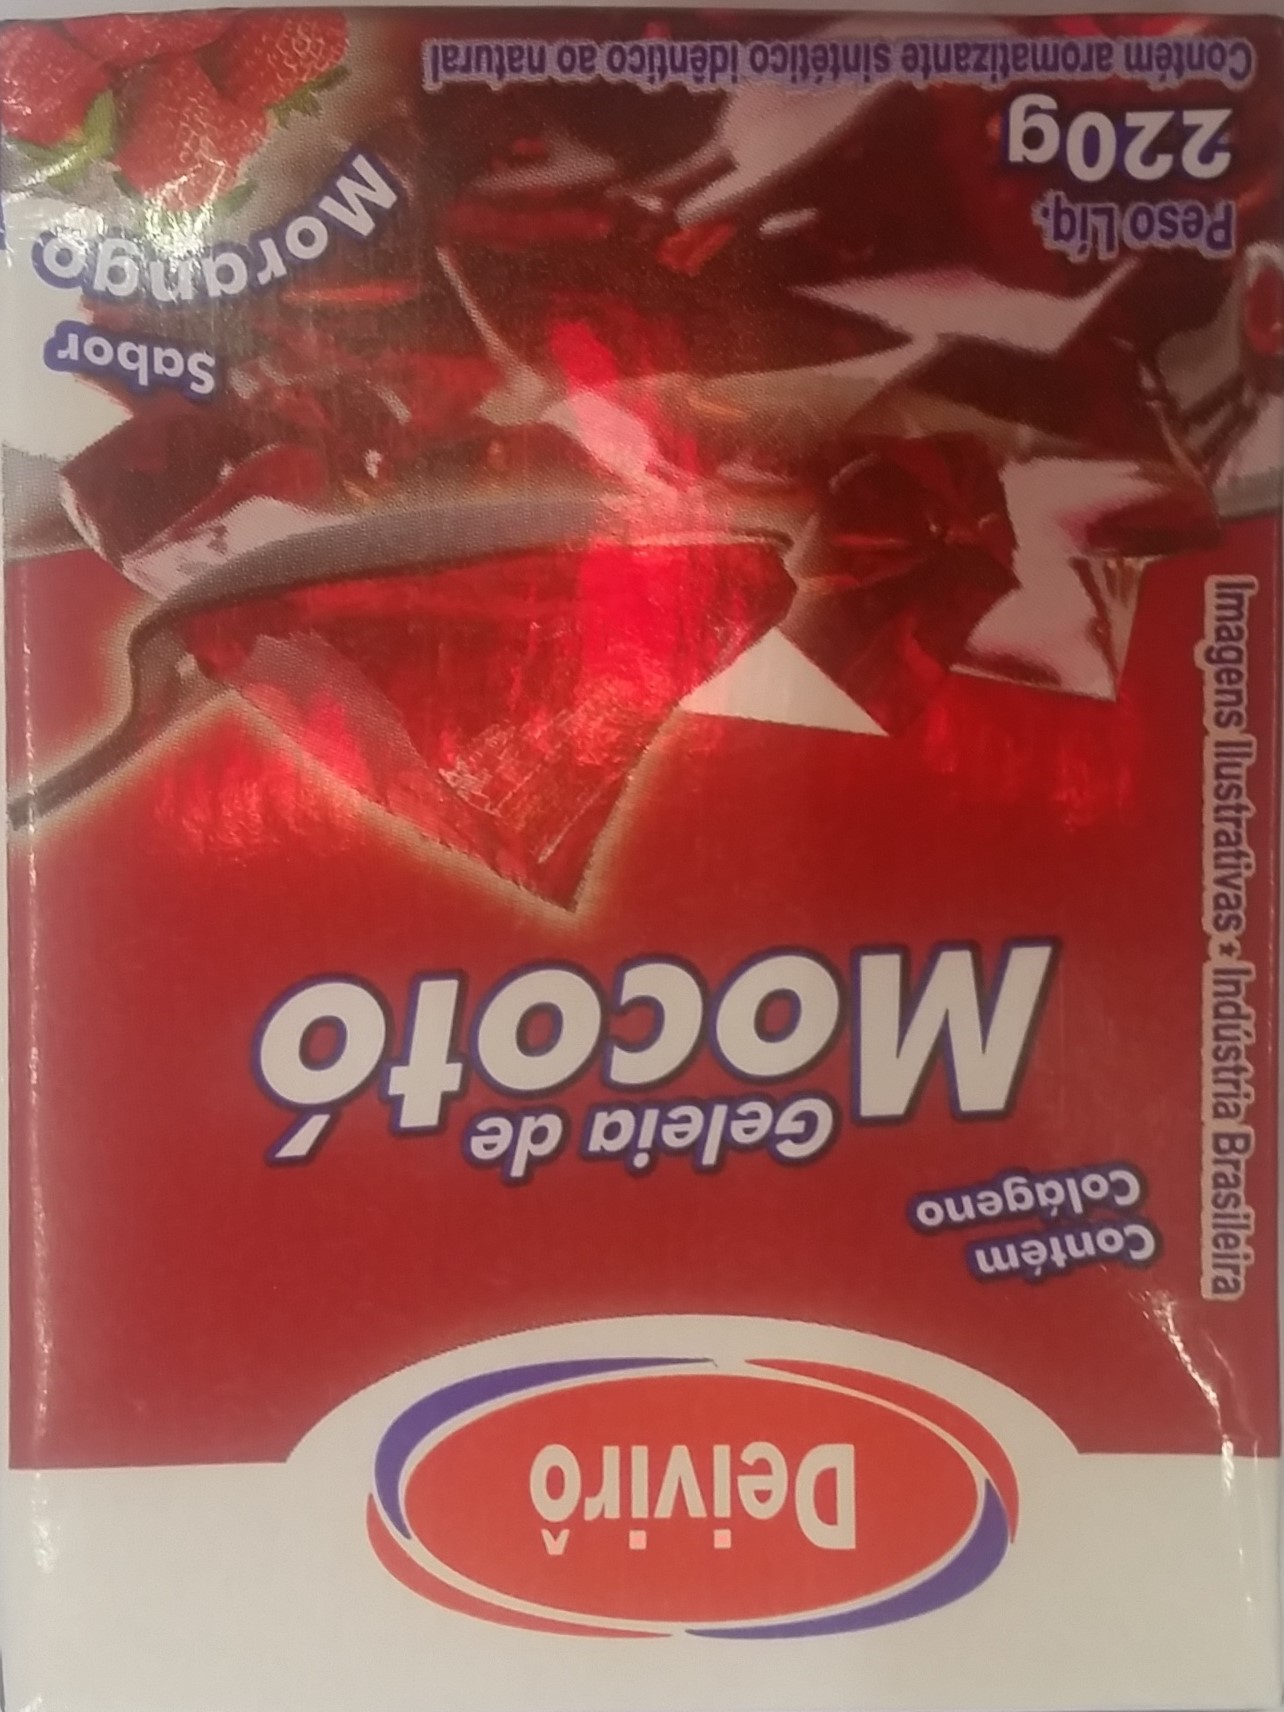 Deivirô
Contém
Colágeno
Geleia de
Mocotó
Imagens Ilustrativas * Indústria Brasileira
Sabor
Morango
Peso Líq.
220g
Contém aromatizante sintético idêntico ao natural